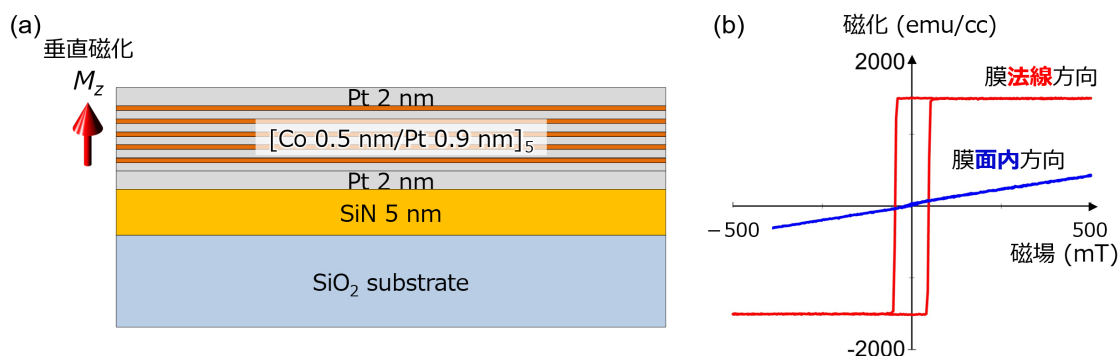 (a)
垂直磁化
Mz
Pt 2 nm
[Co 0.5 nm/Pt 0.9 nm]5
Pt 2 nm
SiN 5 nm
SiO2 substrate
(b)
磁化 (emu/cc)
2000
膜法線方向
膜面内方向
－500
500
磁場 (mT)
-2000